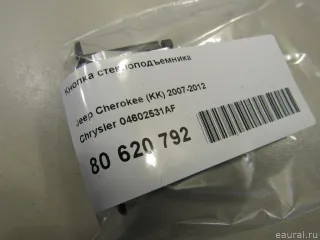 Кнопка стеклоподъемника
Jeep Cherokee (KK) 2007-2012
Chrysler 04602531AF
80 620 792
eaural.ru